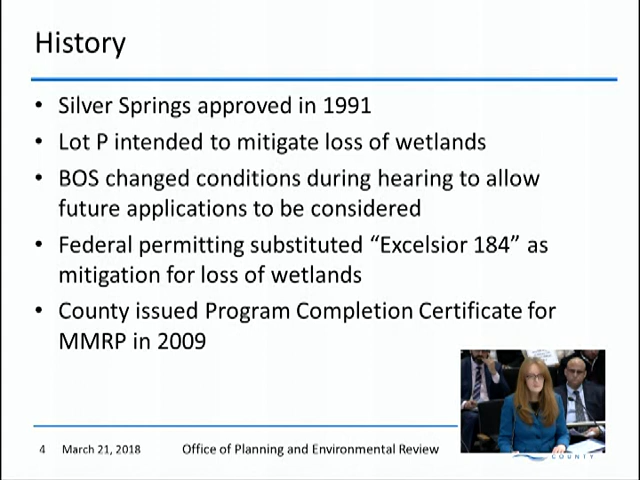 History
• Silver Springs approved in 1991
• Lot P intended to mitigate loss of wetlands
• BOS changed conditions during hearing to allow
future applications to be considered
• Federal permitting substituted “Excelsior 184” as
mitigation for loss of wetlands
• County issued Program Completion Certificate for
MMRP in 2009
4 March 21, 2018 Office of Planning and Environmental Review
COUNTY